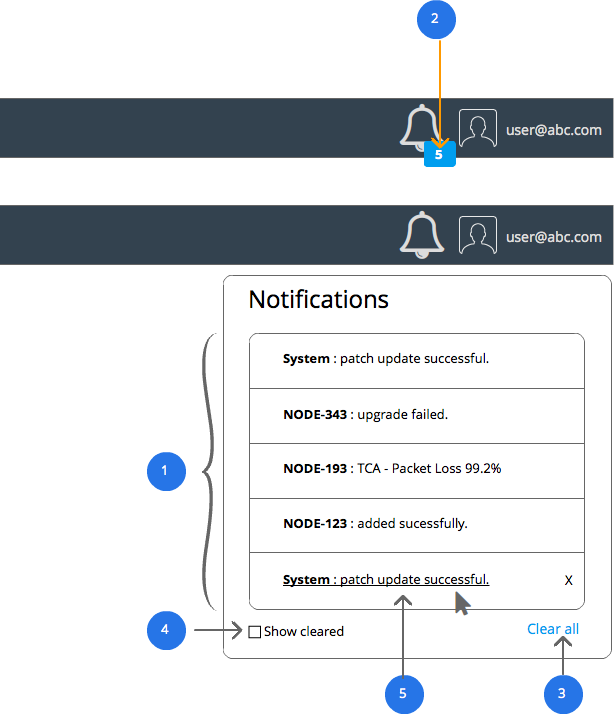 2
user@abc.com
5
user@abc.com
Notifications
System : patch update successful.
NODE-343 : upgrade failed.
1
NODE-193 : TCA - Packet Loss 99.2%
NODE-123 : added sucessfully.
System : patch update successful. X
4
Show cleared
Clear all
5
3